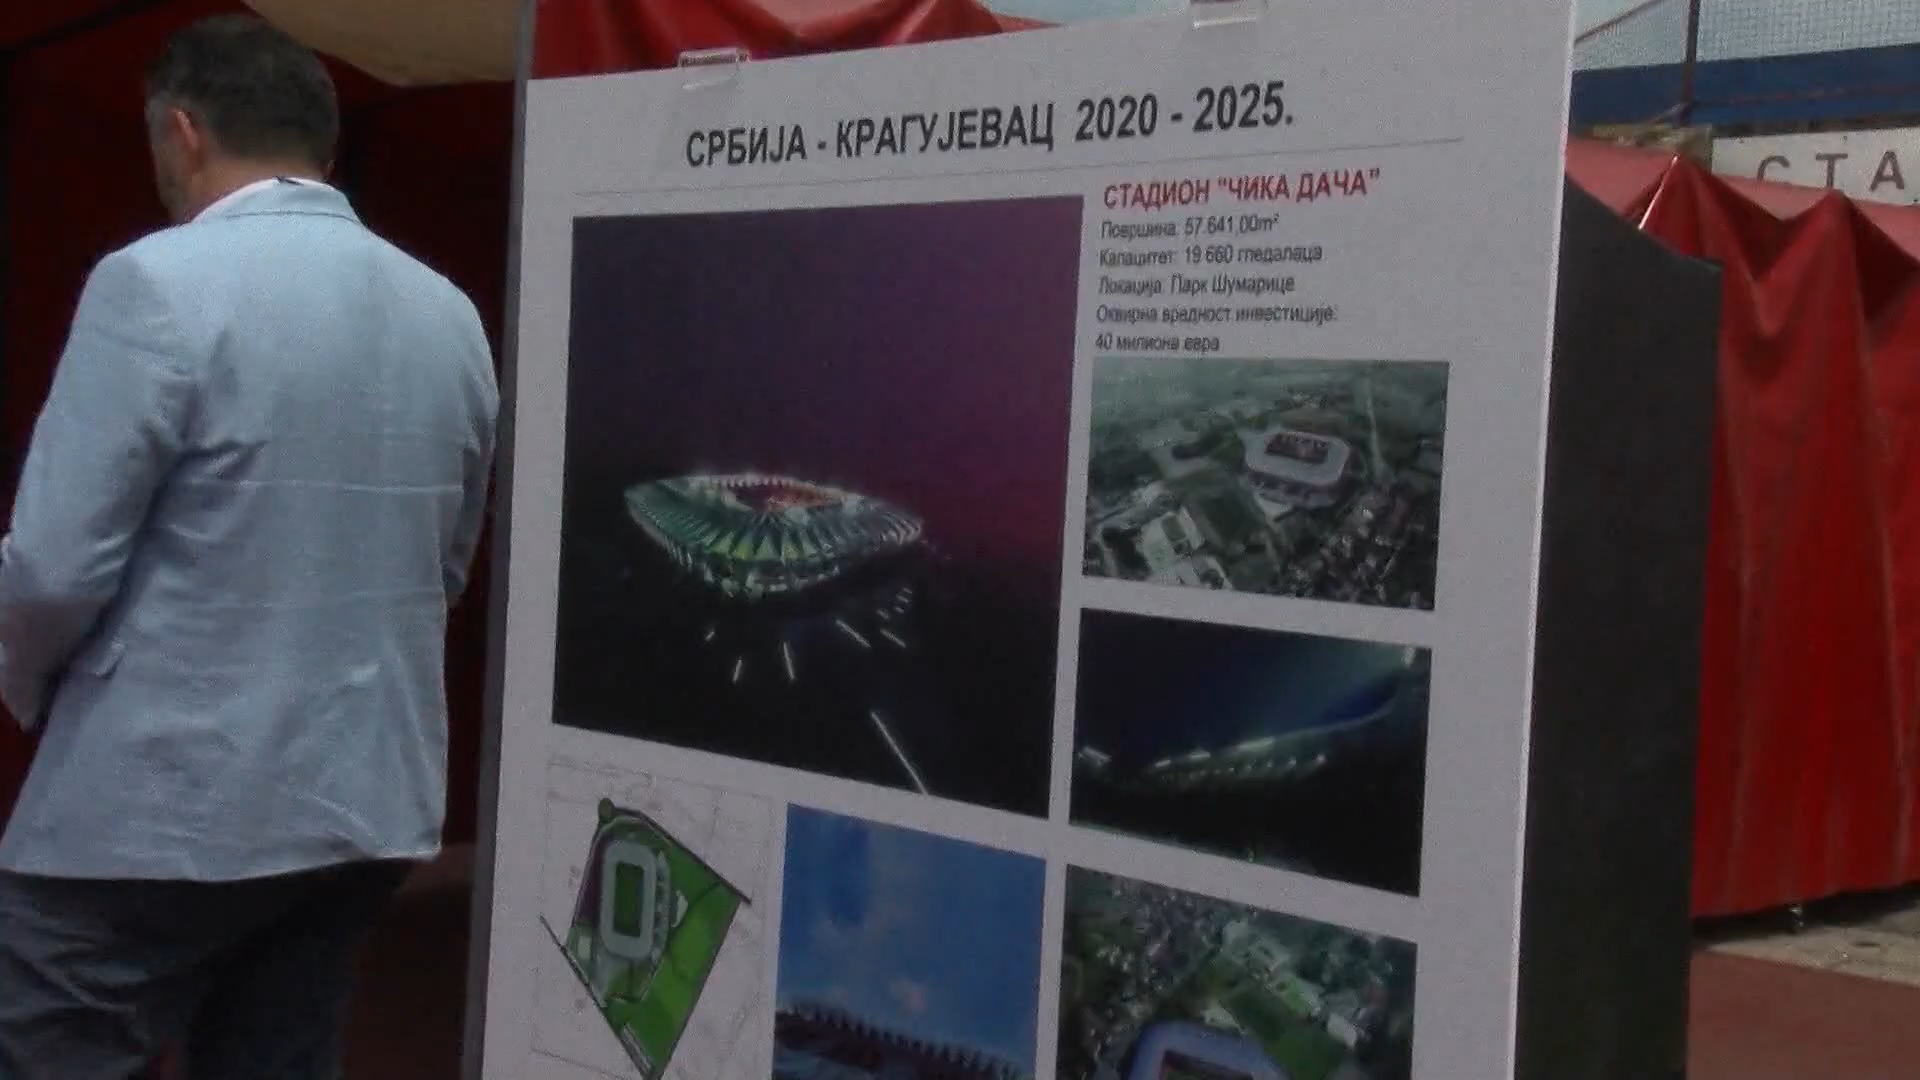 СРБИЈА - КРАГУЈЕВАЦ 2020 - 2025.
СТАДИОН "ЧИКА ДАЧА"
Површина: 57.641,00m²
Капацитет: 19 660 гледалаца
Локација: Парк Шумарице
Оквирна вредност инвестиције:
40 милиона евра
СТА